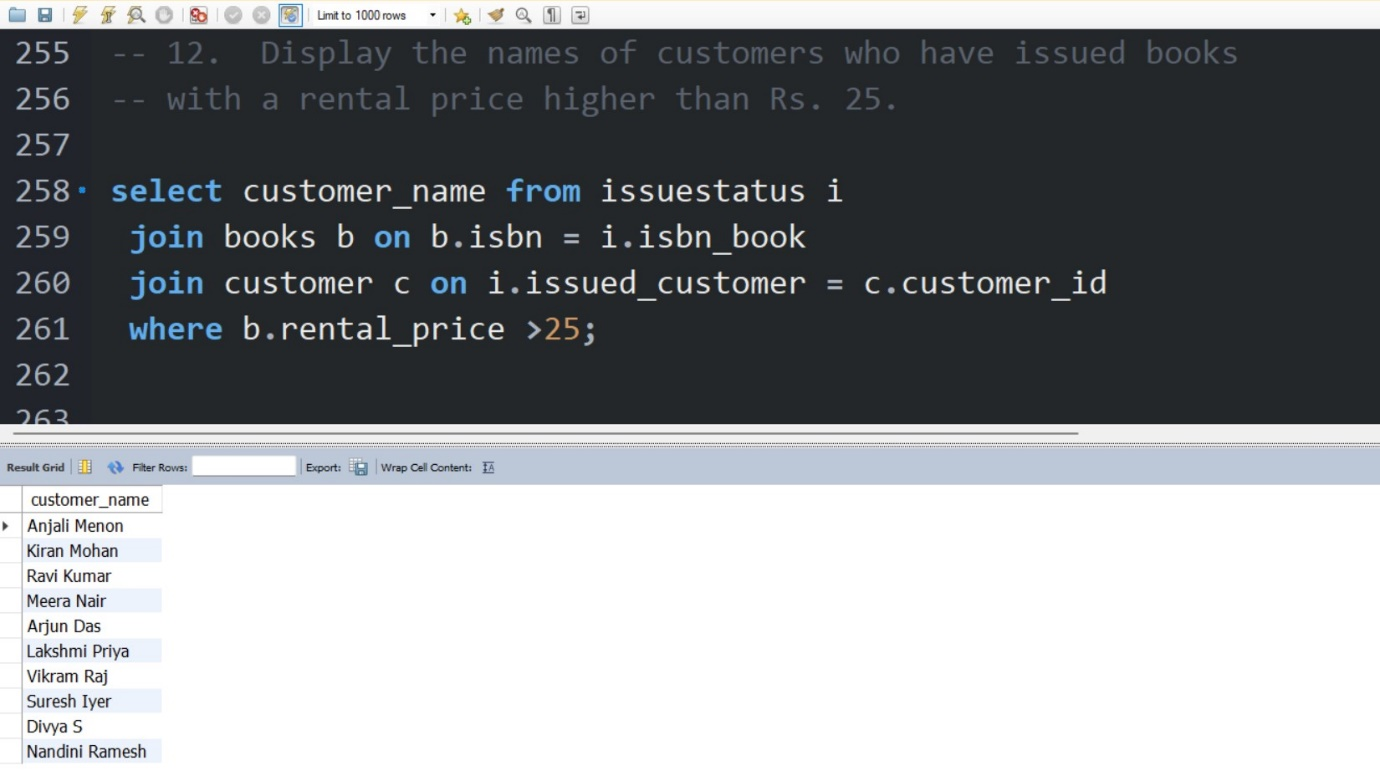 Limit to 1000 rows
255 -- 12.  Display the names of customers who have issued books
256 -- with a rental price higher than Rs. 25.
257
258 select customer_name from issuestatus i
259 join books b on b.isbn = i.isbn_book
260 join customer c on i.issued_customer = c.customer_id
261 where b.rental_price >25;
262
263
Result Grid Filter Rows: Export: Wrap Cell Content: IA
customer_name
Anjali Menon
Kiran Mohan
Ravi Kumar
Meera Nair
Arjun Das
Lakshmi Priya
Vikram Raj
Suresh Iyer
Divya S
Nandini Ramesh